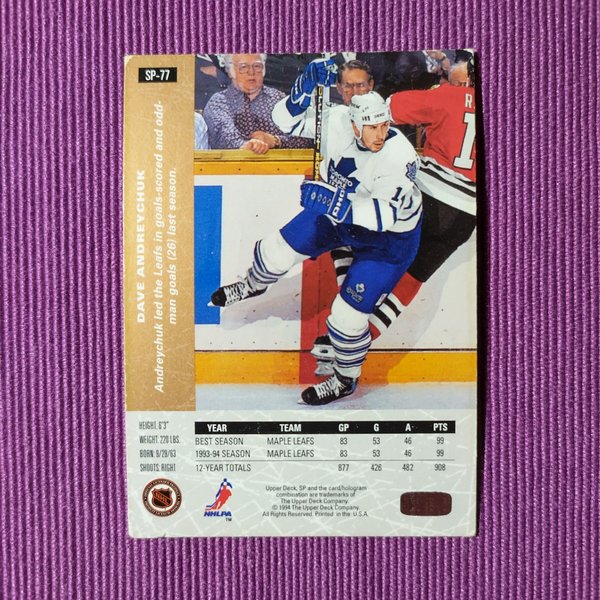 SP-77
DAVE ANDREYCHUK
Andreychuk led the Leafs in goals-scored and odd-
man goals (26) last season.
HEIGHT: 6'3"
WEIGHT: 220 LBS.
BORN: 9/29/63
SHOOTS: RIGHT
YEAR TEAM GP G A PTS
BEST SEASON MAPLE LEAFS 83 53 46 99
1993-94 SEASON MAPLE LEAFS 83 53 46 99
12-YEAR TOTALS 877 426 482 908
NHL
NHLPA
TM
Upper Deck, SP and the card/hologram
combination are trademarks of
The Upper Deck Company.
© 1994 The Upper Deck Company.
All Rights Reserved. Printed in the U.S.A.